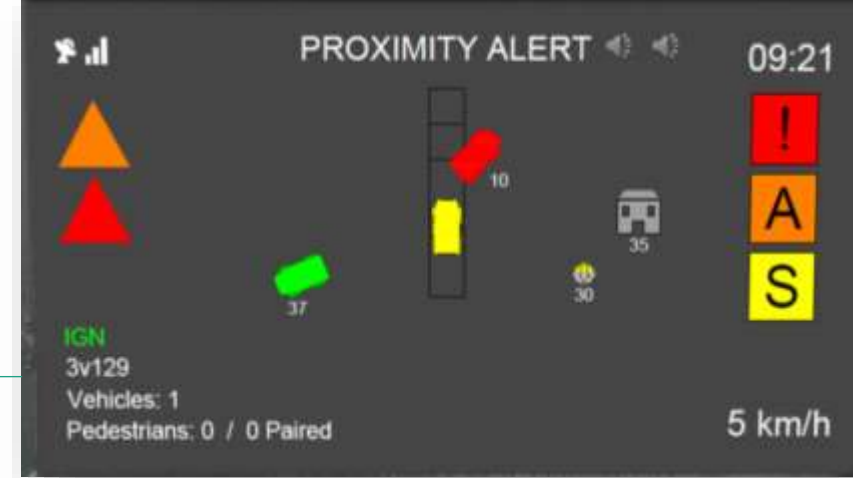 PROXIMITY ALERT
09:21
!
10
A
35
S
30
37
IGN
3v129
Vehicles: 1
Pedestrians: 0 / 0 Paired
5 km/h